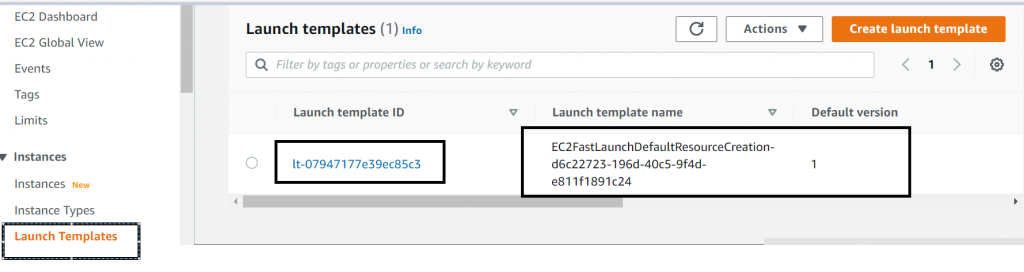 EC2 Dashboard
EC2 Global View
Events
Tags
Limits
Instances
Instances New
Instance Types
Launch Templates
Launch templates (1) Info
Actions
Create launch template
Filter by tags or properties or search by keyword
1
Launch template ID
Launch template name
Default version
lt-07947177e39ec85c3
EC2FastLaunchDefaultResourceCreation-
d6c22723-196d-40c5-9f4d-
e811f1891c24
1